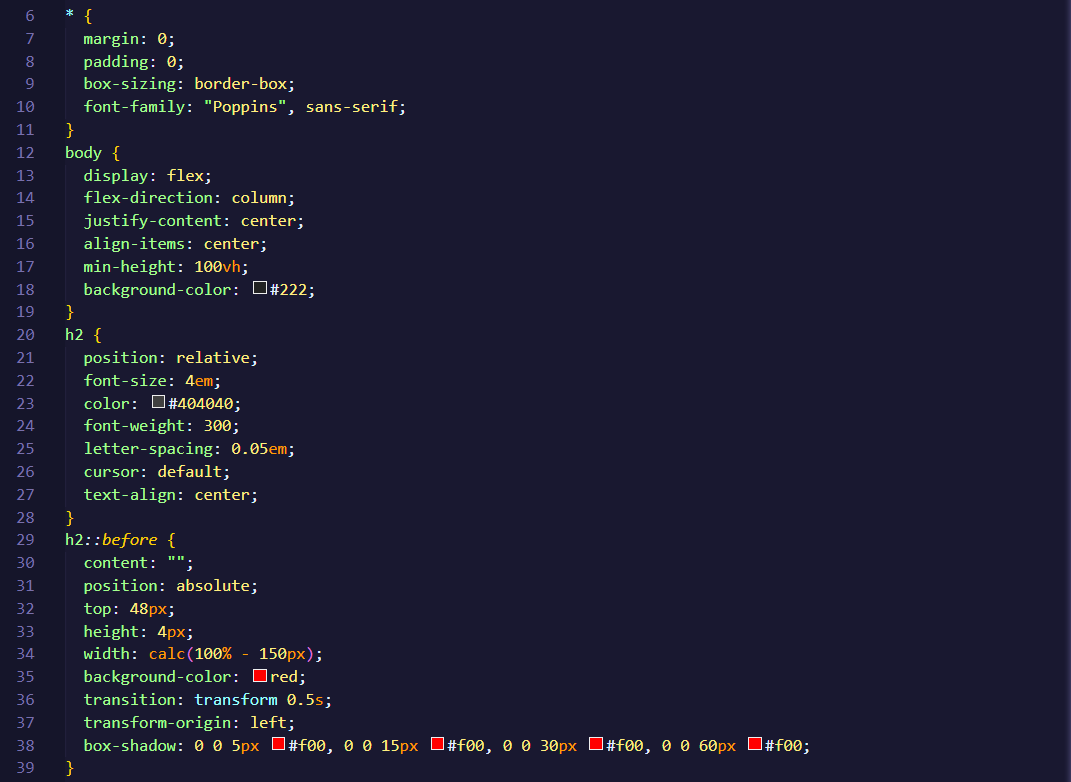 6 * {
7 margin: 0;
8 padding: 0;
9 box-sizing: border-box;
10 font-family: "Poppins", sans-serif;
11 }
12 body {
13 display: flex;
14 flex-direction: column;
15 justify-content: center;
16 align-items: center;
17 min-height: 100vh;
18 background-color: #222;
19 }
20 h2 {
21 position: relative;
22 font-size: 4em;
23 color: #404040;
24 font-weight: 300;
25 letter-spacing: 0.05em;
26 cursor: default;
27 text-align: center;
28 }
29 h2::before {
30 content: "";
31 position: absolute;
32 top: 48px;
33 height: 4px;
34 width: calc(100% - 150px);
35 background-color: red;
36 transition: transform 0.5s;
37 transform-origin: left;
38 box-shadow: 0 0 5px #f00, 0 0 15px #f00, 0 0 30px #f00, 0 0 60px #f00;
39 }